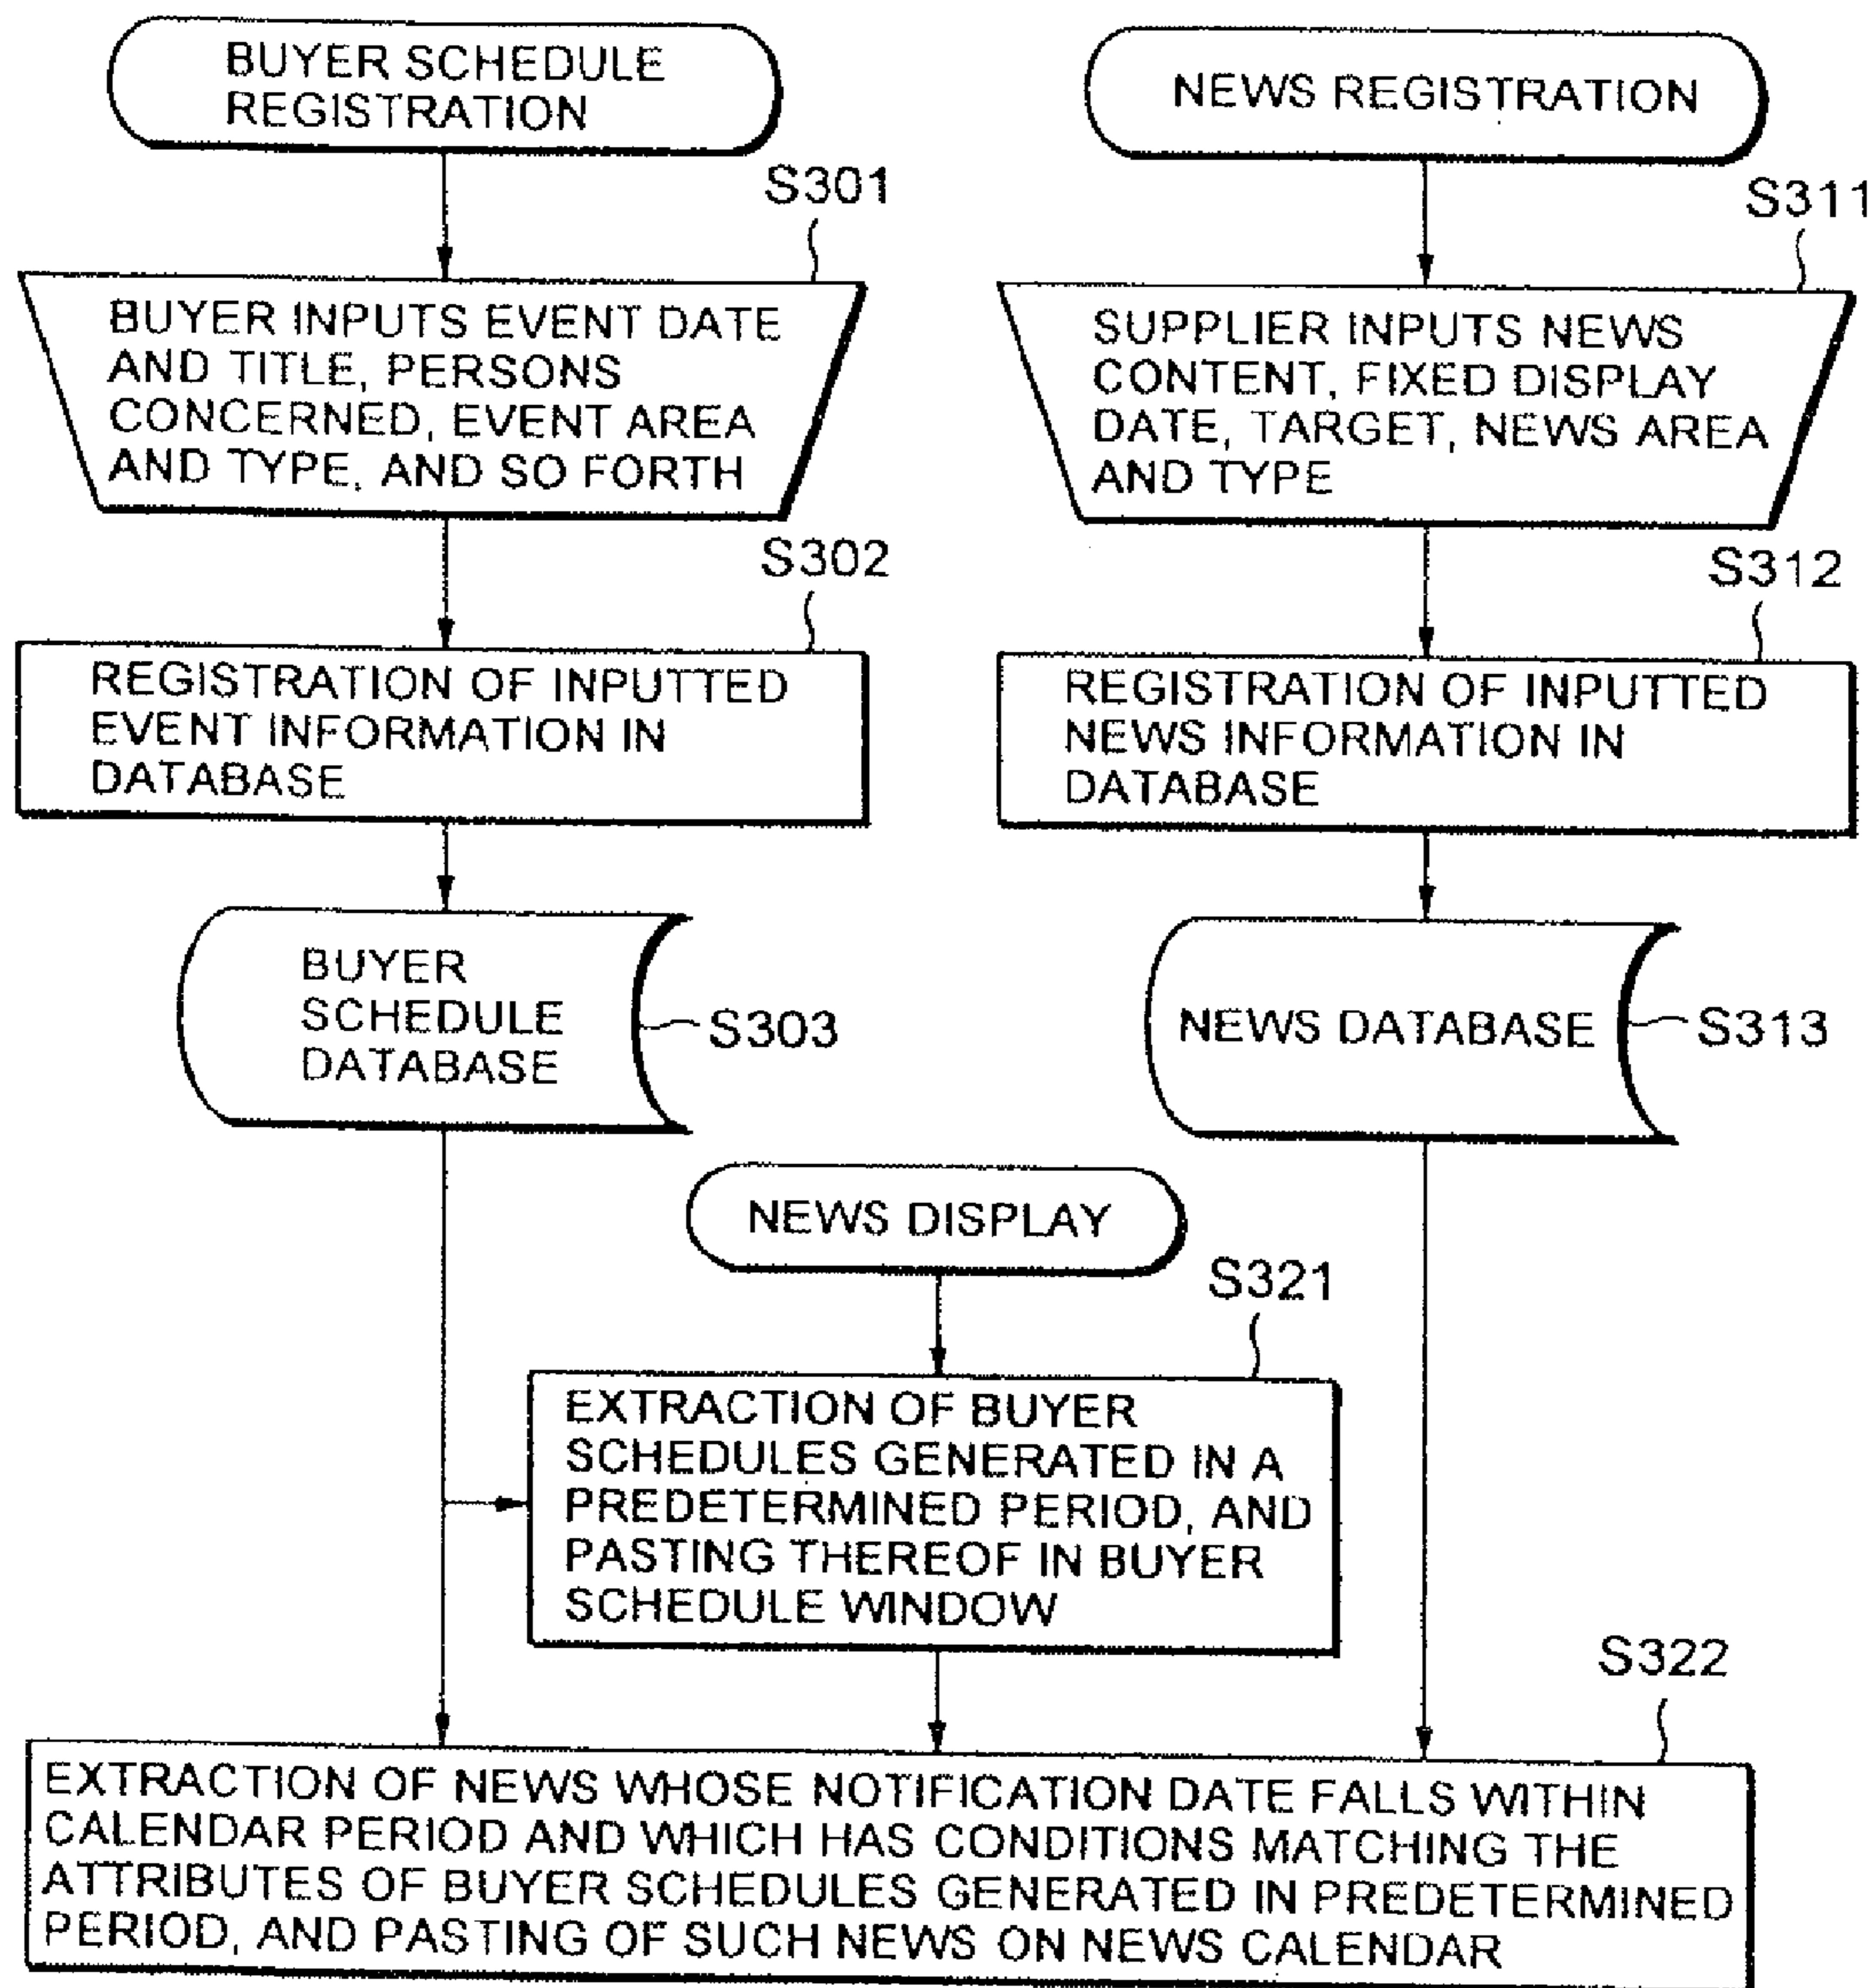 BUYER SCHEDULE
REGISTRATION
S301
BUYER INPUTS EVENT DATE
AND TITLE, PERSONS
CONCERNED, EVENT AREA
AND TYPE, AND SO FORTH
S302
REGISTRATION OF INPUTTED
EVENT INFORMATION IN
DATABASE
BUYER
SCHEDULE
DATABASE
S303
NEWS REGISTRATION
S311
SUPPLIER INPUTS NEWS
CONTENT, FIXED DISPLAY
DATE, TARGET, NEWS AREA
AND TYPE
S312
REGISTRATION OF INPUTTED
NEWS INFORMATION IN
DATABASE
NEWS DATABASE
S313
NEWS DISPLAY
S321
EXTRACTION OF BUYER
SCHEDULES GENERATED IN A
PREDETERMINED PERIOD, AND
PASTING THEREOF IN BUYER
SCHEDULE WINDOW
S322
EXTRACTION OF NEWS WHOSE NOTIFICATION DATE FALLS WITHIN
CALENDAR PERIOD AND WHICH HAS CONDITIONS MATCHING THE
ATTRIBUTES OF BUYER SCHEDULES GENERATED IN PREDETERMINED
PERIOD, AND PASTING OF SUCH NEWS ON NEWS CALENDAR